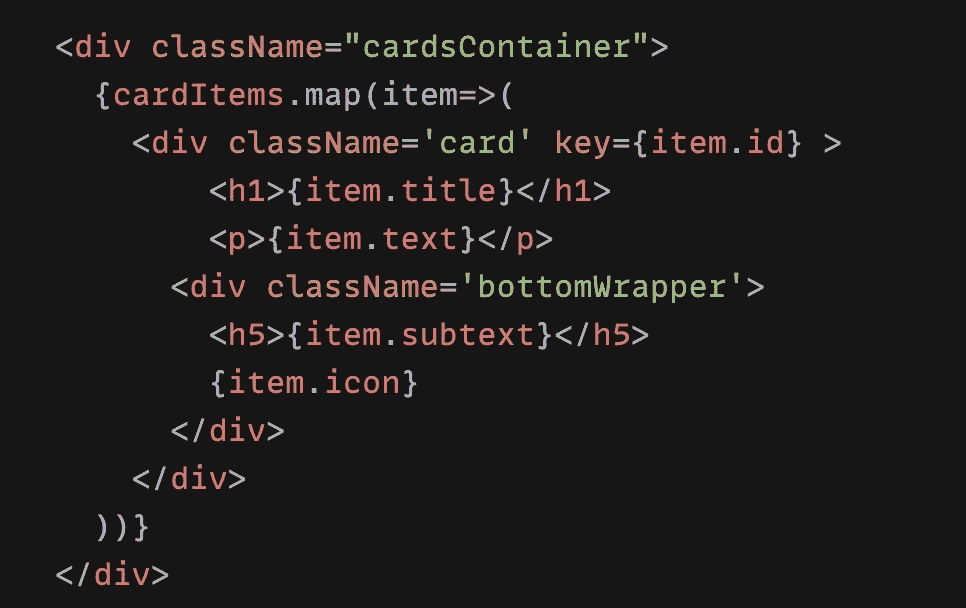 <div className="cardsContainer">
  {cardItems.map(item=>(
    <div className='card' key={item.id} >
        <h1>{item.title}</h1>
        <p>{item.text}</p>
      <div className='bottomWrapper'>
        <h5>{item.subtext}</h5>
        {item.icon}
      </div>
    </div>
  ))}
</div>